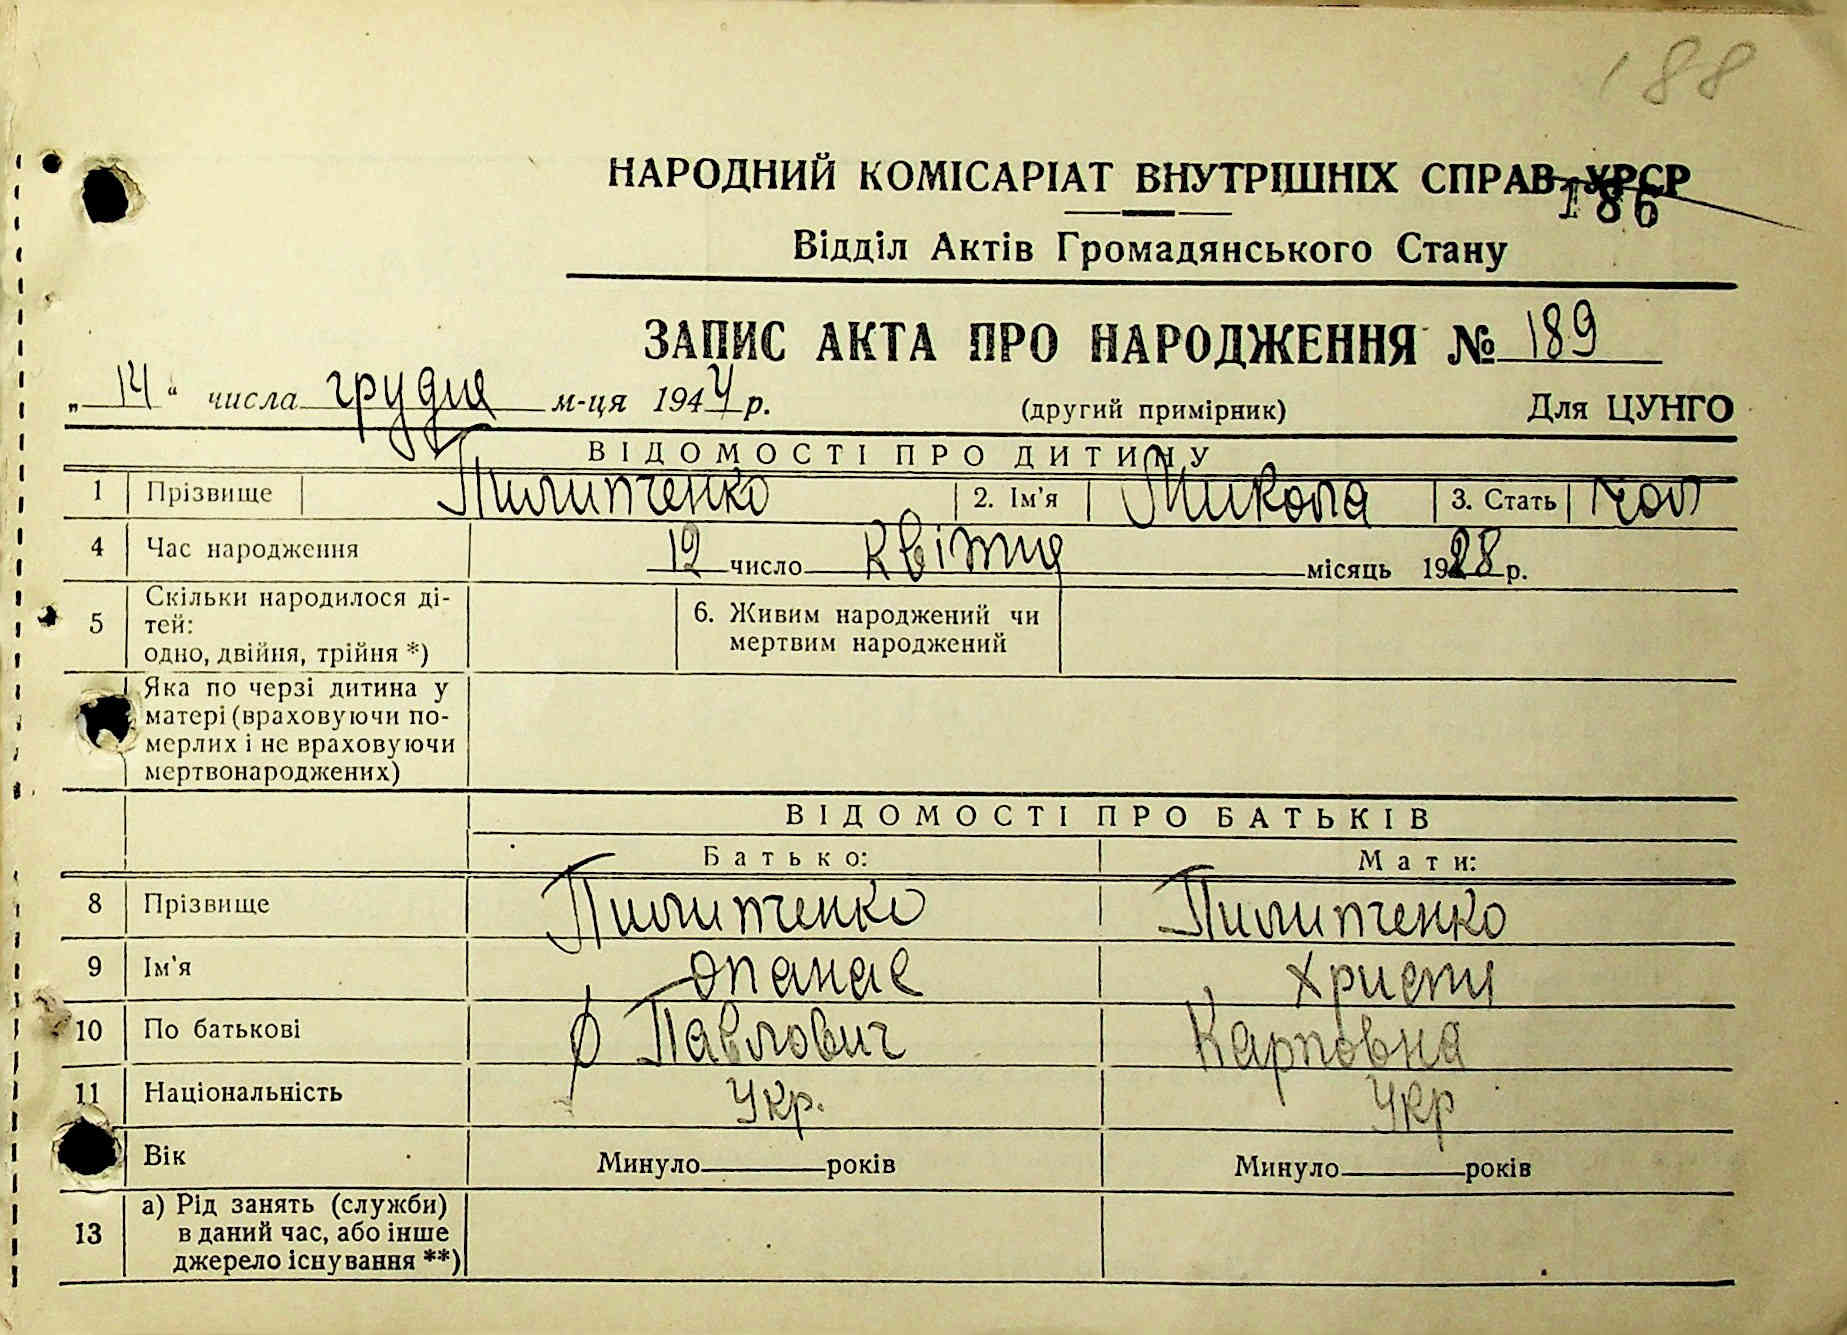 188
НАРОДНИЙ КОМІСАРІАТ ВНУТРІШНІХ СПРАВ УРСР
186
Відділ Актів Громадянського Стану
ЗАПИС АКТА ПРО НАРОДЖЕННЯ № 189
„14“ числа грудня м-ця 1944 р. (другий примірник) Для ЦУНГО
ВІДОМОСТІ ПРО ДИТИНУ
1 Прізвище Пилипченко 2. Ім'я Микола 3. Стать чол
4 Час народження 12 число квітня місяць 1928 р.
5 Скільки народилося ді-
тей:
одно, двійня, трійня *) 6. Живим народжений чи
мертвим народжений
Яка по черзі дитина у
матері (враховуючи по-
мерлих і не враховуючи
мертвонароджених)
ВІДОМОСТІ ПРО БАТЬКІВ
Батько: Мати:
8 Прізвище Пилипченко Пилипченко
9 Ім'я Опанас Христя
10 По батькові Павлович Карповна
11 Національність Укр. Укр
Вік Минуло років Минуло років
13 а) Рід занять (служби)
в даний час, або інше
джерело існування **)